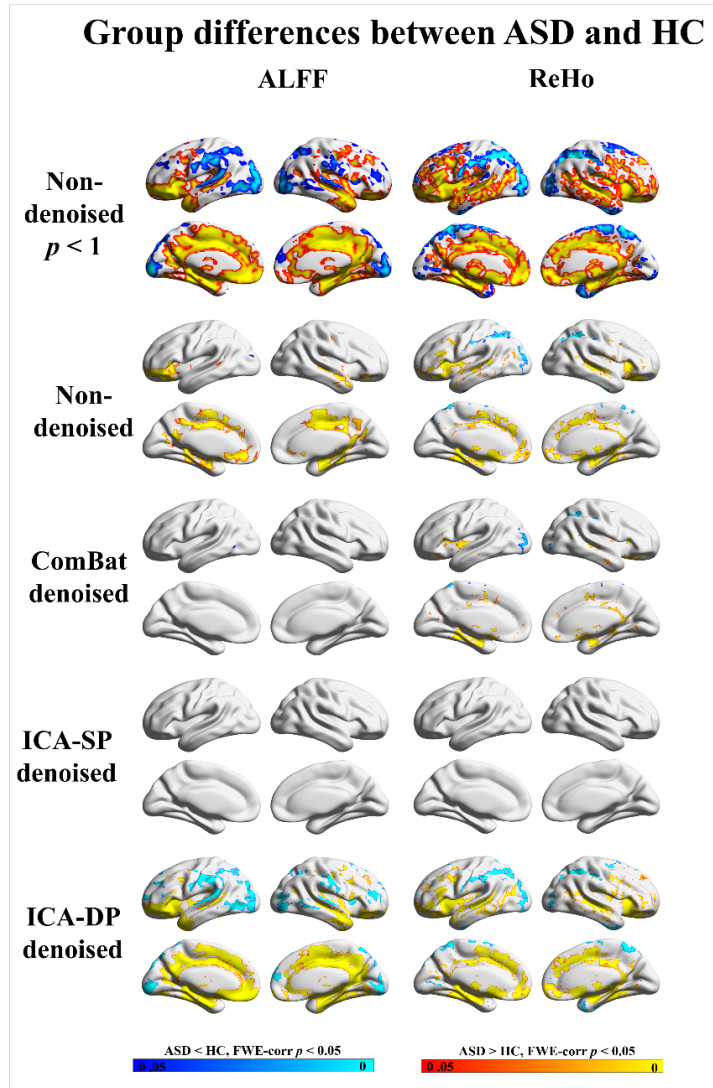 Group differences between ASD and HC
ALFF
ReHo
Non-
denoised
p < 1
Non-
denoised
ComBat
denoised
ICA-SP
denoised
ICA-DP
denoised
ASD < HC, FWE-corr p < 0.05
0 .05
0
ASD > HC, FWE-corr p < 0.05
0 .05
0